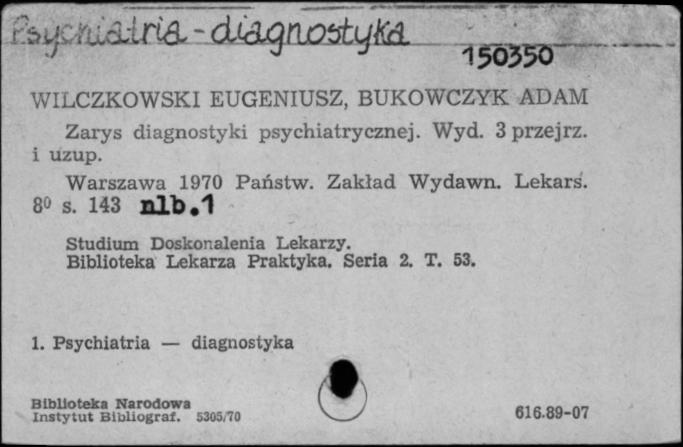 Psychiatria - diagnostyka
150350
WILCZKOWSKI EUGENIUSZ, BUKOWCZYK ADAM
Zarys diagnostyki psychiatrycznej. Wyd. 3 przejrz.
i uzup.
Warszawa 1970 Państw. Zakład Wydawn. Lekars.
8⁰ s. 143 nlb.1
Studium Doskonalenia Lekarzy.
Biblioteka Lekarza Praktyka. Seria 2. T. 53.
1. Psychiatria — diagnostyka
Biblioteka Narodowa
Instytut Bibliograf. 5305/70
616.89-07